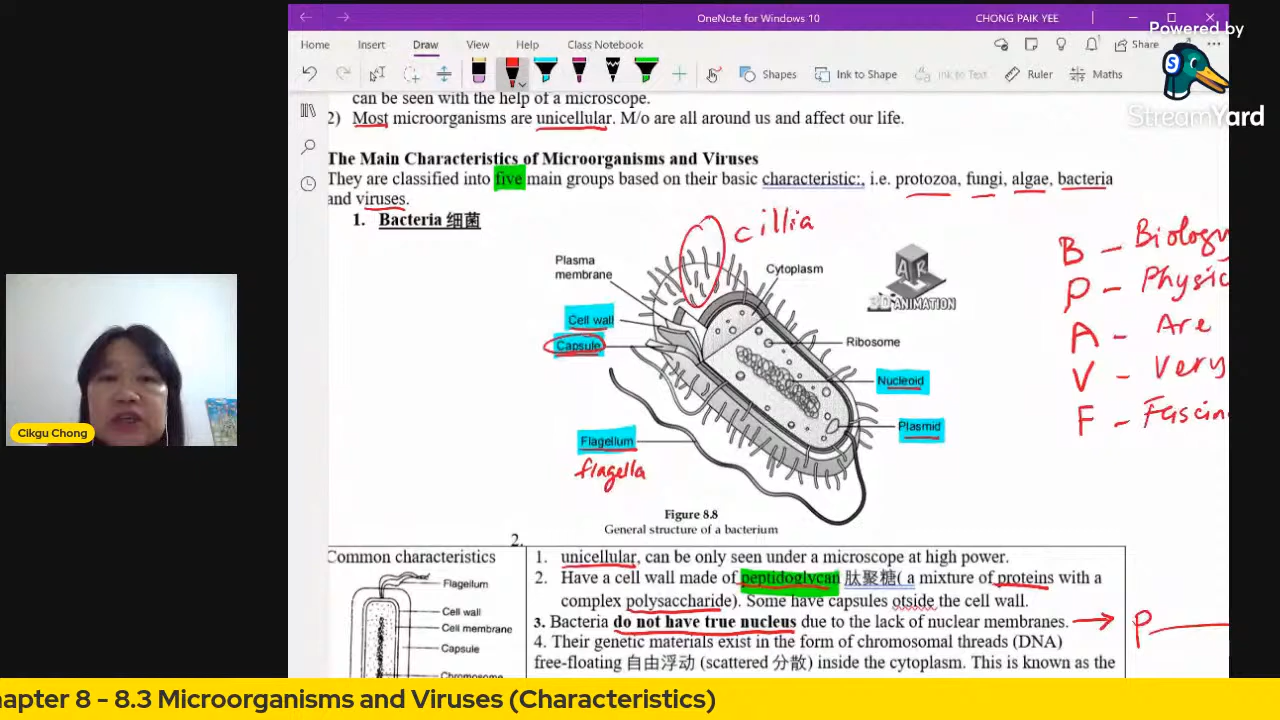 OneNote for Windows 10
CHONG PAIK YEE
Powered by
StreamYard
Home Insert Draw View Help Class Notebook
Share
Shapes Ink to Shape Ink to Text Ruler Maths
can be seen with the help of a microscope.
2) Most microorganisms are unicellular. M/o are all around us and affect our life.
The Main Characteristics of Microorganisms and Viruses
They are classified into five main groups based on their basic characteristic:, i.e. protozoa, fungi, algae, bacteria
and viruses.
1. Bacteria 细菌
cillia
Plasma
membrane
Cytoplasm
AR
3D ANIMATION
Cell wall
Capsule
Ribosome
Nucleoid
Plasmid
Flagellum
flagella
B - Biology
P - Physic
A - Are
V - Very
F - Fascin
Figure 8.8
General structure of a bacterium
2.
Common characteristics
Flagellum
Cell wall
Cell membrane
Capsule
Chromosome
1. unicellular, can be only seen under a microscope at high power.
2. Have a cell wall made of peptidoglycan 肽聚糖( a mixture of proteins with a
complex polysaccharide). Some have capsules otside the cell wall.
3. Bacteria do not have true nucleus due to the lack of nuclear membranes. → P
4. Their genetic materials exist in the form of chromosomal threads (DNA)
free-floating 自由浮动 (scattered 分散) inside the cytoplasm. This is known as the
Cikgu Chong
hapter 8 - 8.3 Microorganisms and Viruses (Characteristics)